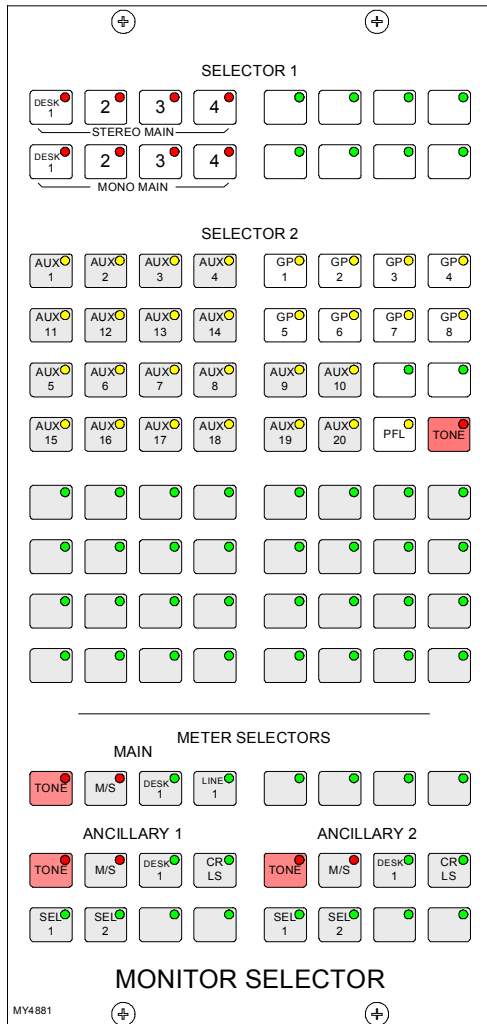 SELECTOR 1
DESK 1 2 3 4
STEREO MAIN
DESK 1 2 3 4
MONO MAIN
SELECTOR 2
AUX 1 AUX 2 AUX 3 AUX 4 GP 1 GP 2 GP 3 GP 4
AUX 11 AUX 12 AUX 13 AUX 14 GP 5 GP 6 GP 7 GP 8
AUX 5 AUX 6 AUX 7 AUX 8 AUX 9 AUX 10
AUX 15 AUX 16 AUX 17 AUX 18 AUX 19 AUX 20 PFL TONE
METER SELECTORS
MAIN
TONE M/S DESK 1 LINE 1
ANCILLARY 1 ANCILLARY 2
TONE M/S DESK 1 CR LS TONE M/S DESK 1 CR LS
SEL 1 SEL 2 SEL 1 SEL 2
MONITOR SELECTOR
MY4881